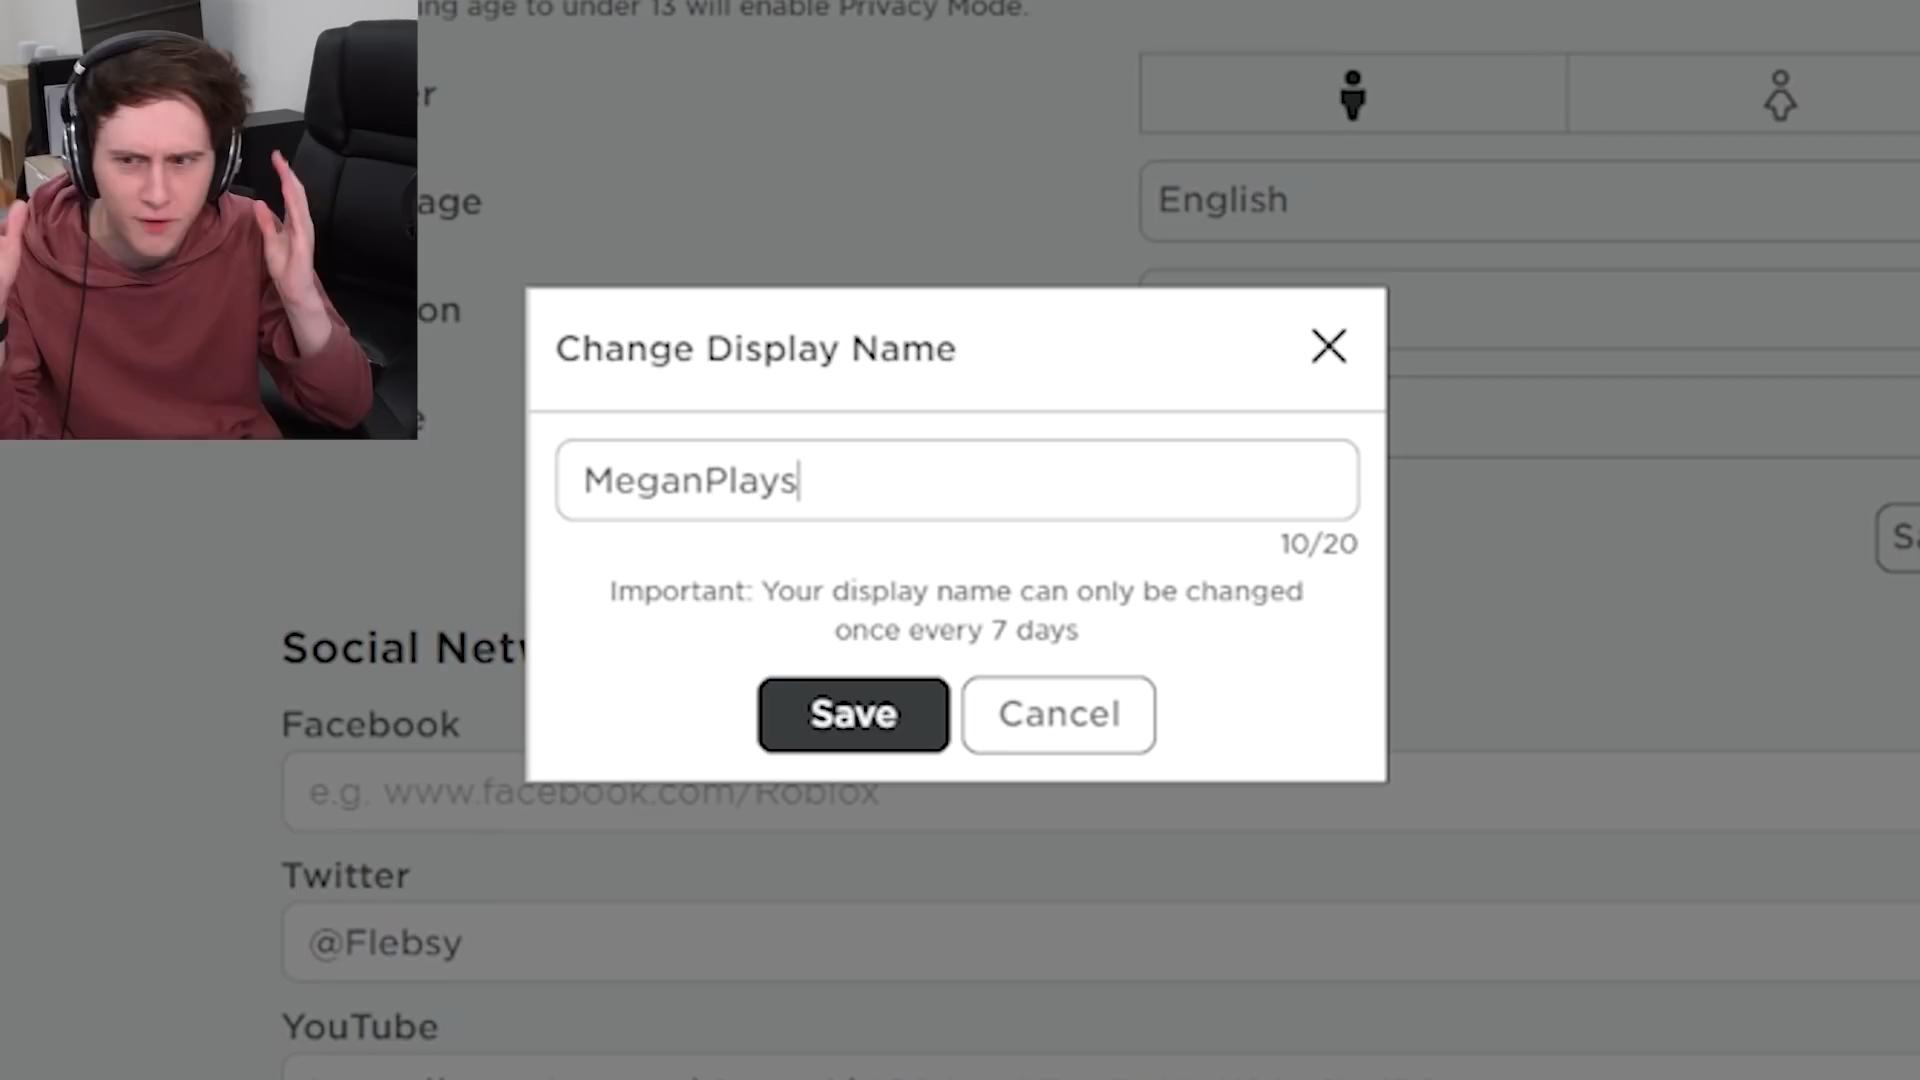 ing age to under 13 will enable Privacy Mode.
r
age
English
on
Change Display Name
MeganPlays
10/20
Important: Your display name can only be changed
once every 7 days
Save
Cancel
Social Netw
Facebook
e.g. www.facebook.com/Roblox
Twitter
@Flebsy
YouTube